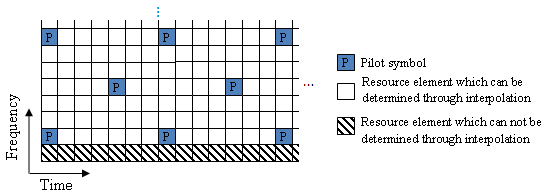 P P P
P P
P P P
Frequency
Time
Pilot symbol
P
Resource element which can be
determined through interpolation
Resource element which can not be
determined through interpolation